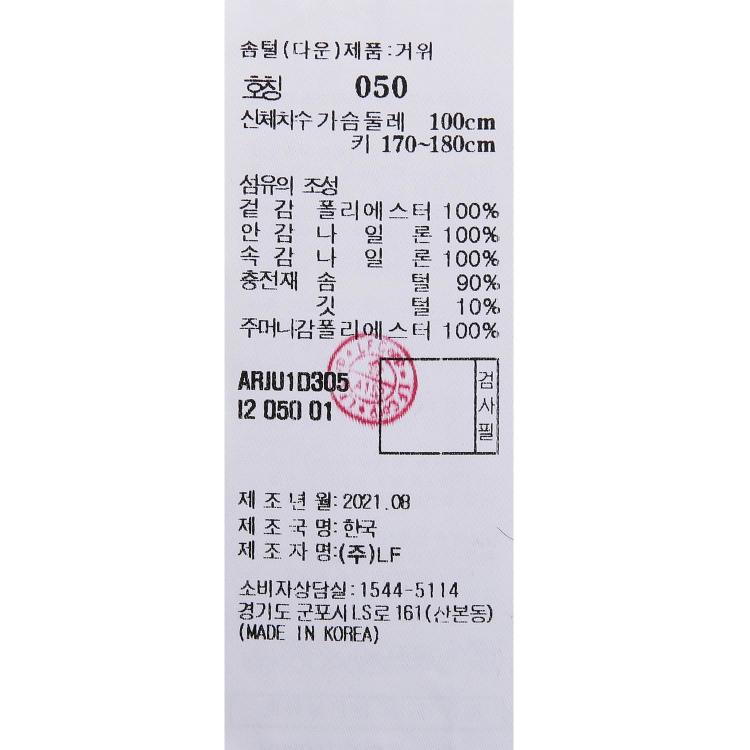 솜털(다운)제품:거위
호칭 050
신체치수 가슴둘레 100cm
키 170~180cm
섬유의 조성
겉감 폴리에스터 100%
안감 나일론 100%
속감 나일론 100%
충전재 솜털 90%
깃털 10%
주머니감 폴리에스터 100%
ARJU1D305
I2 050 01
검사필
제조년월: 2021.08
제조국명: 한국
제조자명:(주)LF
소비자상담실: 1544-5114
경기도 군포시 LS로 161(산본동)
(MADE IN KOREA)